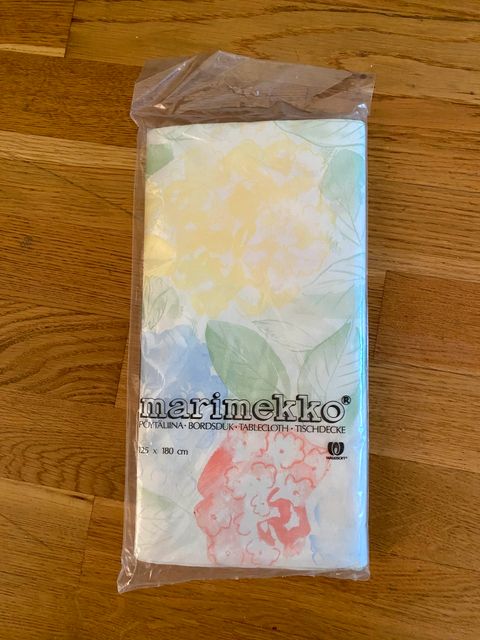 marimekko®
PÖYTÄLIINA · BORDSDUK · TABLECLOTH · TISCHDECKE
125 x 180 cm